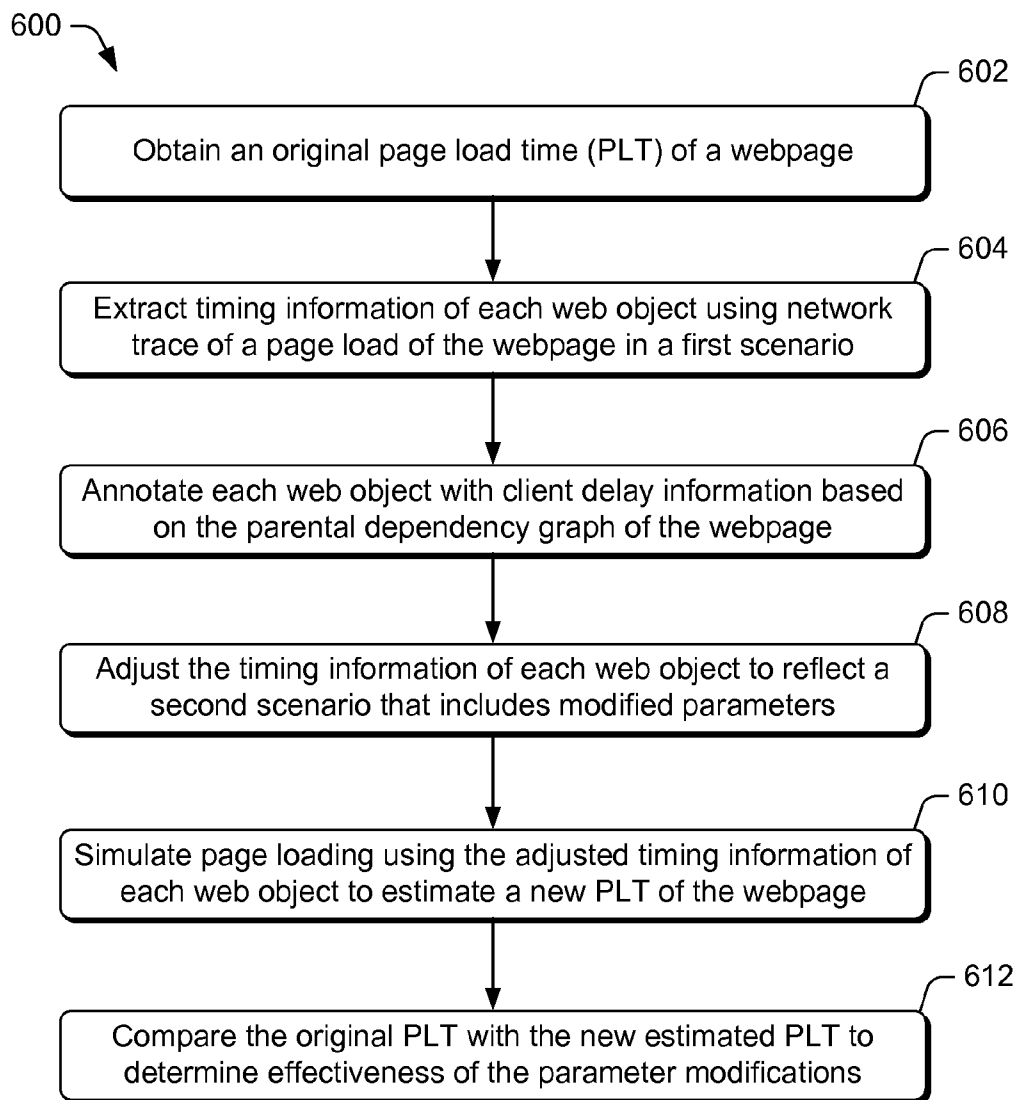 600
602
Obtain an original page load time (PLT) of a webpage
604
Extract timing information of each web object using network
trace of a page load of the webpage in a first scenario
606
Annotate each web object with client delay information based
on the parental dependency graph of the webpage
608
Adjust the timing information of each web object to reflect a
second scenario that includes modified parameters
610
Simulate page loading using the adjusted timing information of
each web object to estimate a new PLT of the webpage
612
Compare the original PLT with the new estimated PLT to
determine effectiveness of the parameter modifications